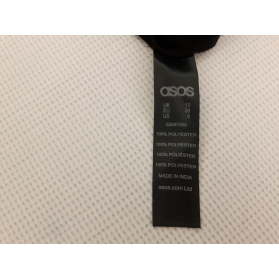 asos
UK 10
EU 38
US 6
100% POLYESTER
100% POLYESTER
100% POLIÉSTER
100% POLYESTER
MADE IN INDIA
asos.com Ltd